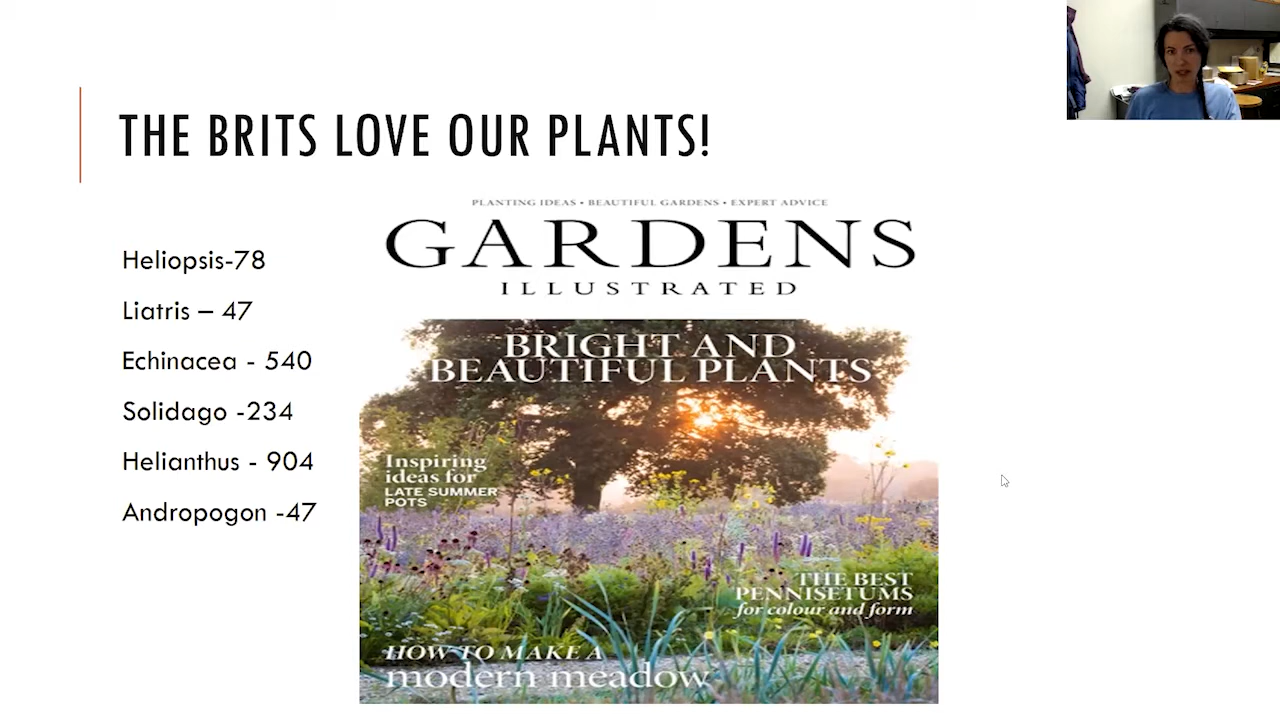 THE BRITS LOVE OUR PLANTS!
Heliopsis-78
Liatris – 47
Echinacea - 540
Solidago -234
Helianthus - 904
Andropogon -47
PLANTING IDEAS • BEAUTIFUL GARDENS • EXPERT ADVICE
GARDENS
ILLUSTRATED
BRIGHT AND
BEAUTIFUL PLANTS
Inspiring
ideas for
LATE SUMMER
POTS
THE BEST
PENNISETUMS
for colour and form
HOW TO MAKE A
modern meadow